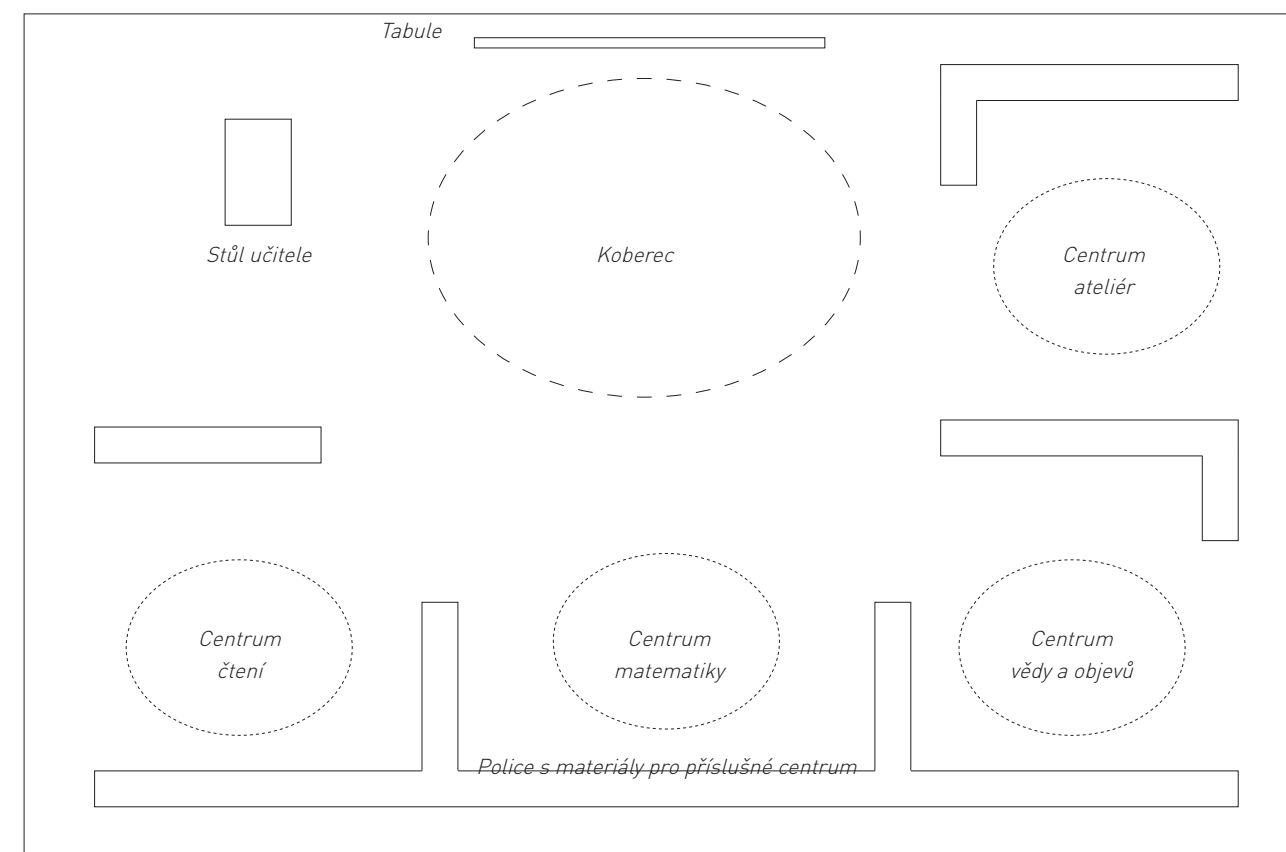 Tabule
Stůl učitele
Koberec
Centrum
ateliér
Centrum
čtení
Centrum
matematiky
Centrum
vědy a objevů
Police s materiály pro příslušné centrum